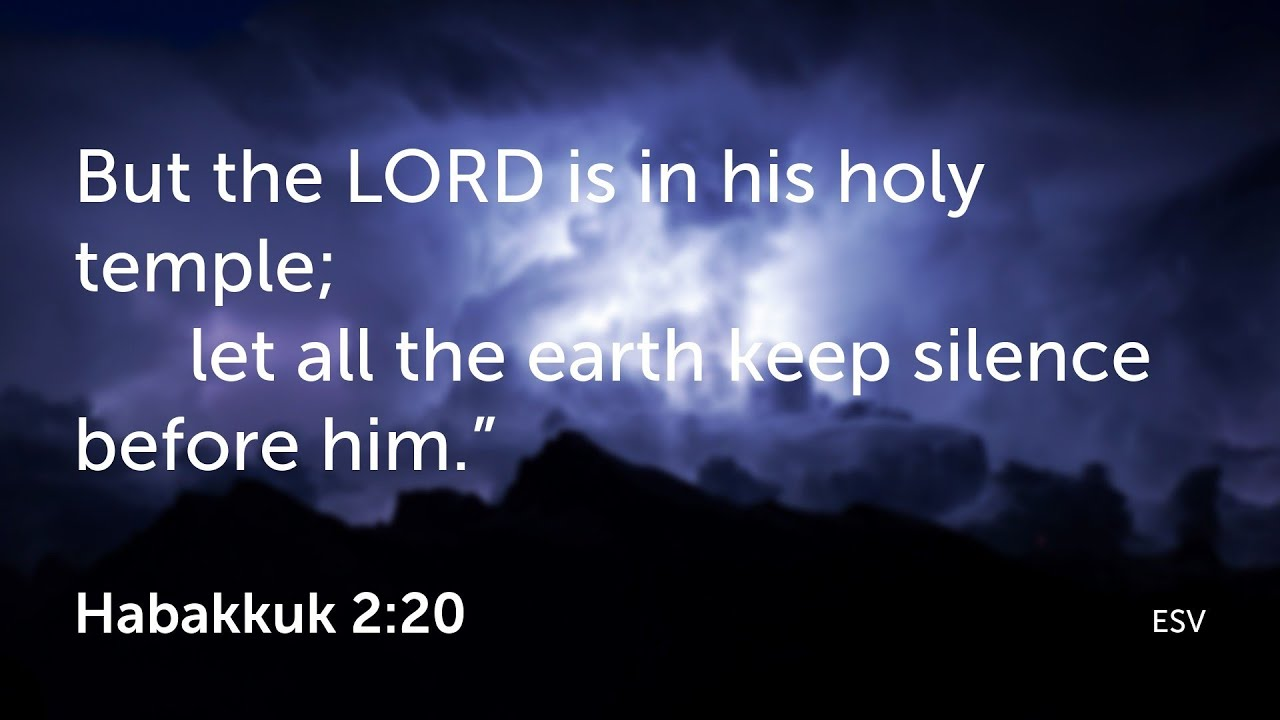 But the LORD is in his holy
temple;
let all the earth keep silence
before him.”
Habakkuk 2:20
ESV